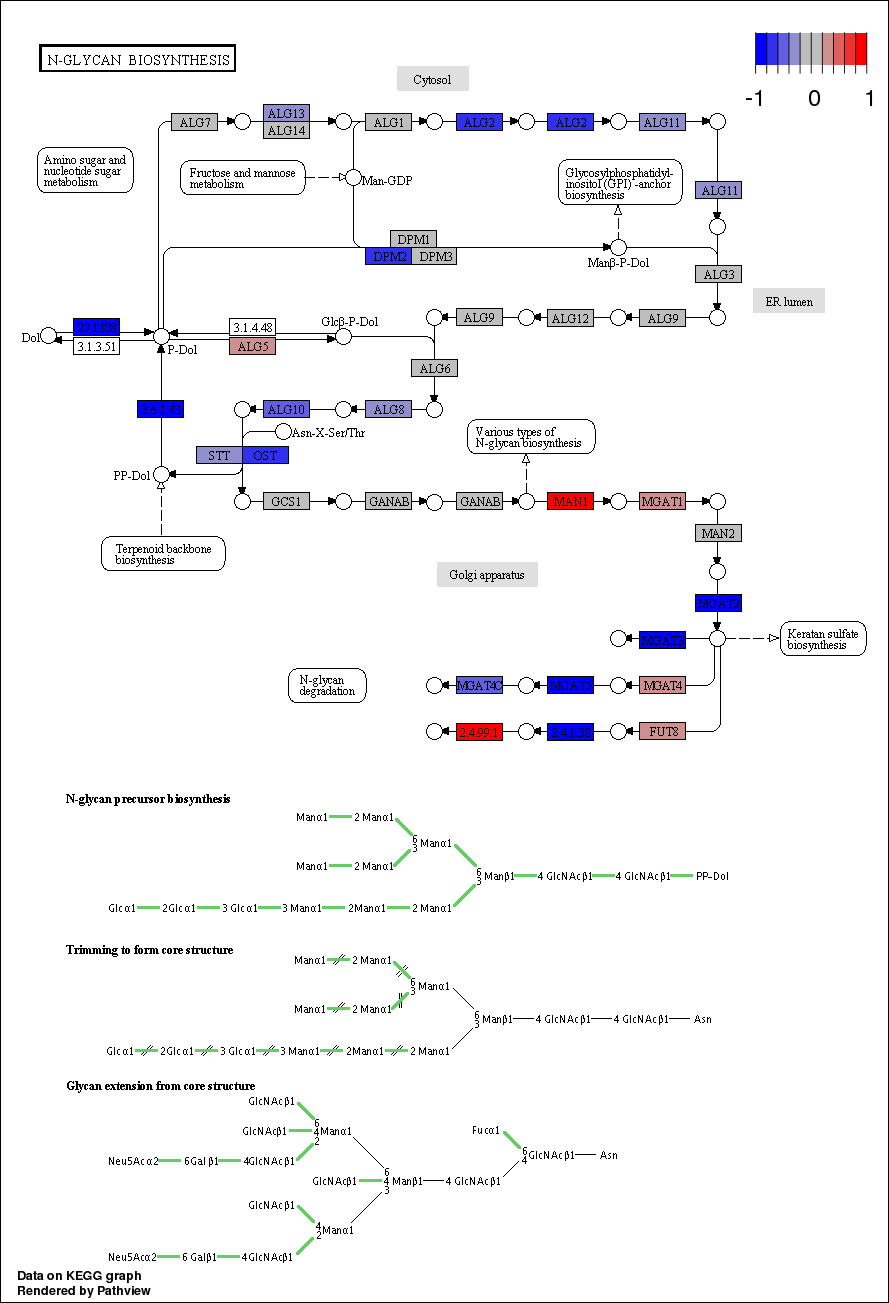 N-GLYCAN BIOSYNTHESIS
-1 0 1
Cytosol
ALG7
ALG13
ALG14
ALG1
ALG2
ALG2
ALG11
Amino sugar and
nucleotide sugar
metabolism
Fructose and mannose
metabolism
Man-GDP
Glycosylphosphatidyl-
inositol (GPI) -anchor
biosynthesis
ALG11
DPM1
DPM2
DPM3
Manβ-P-Dol
ALG3
ER lumen
Dol
3.1.3.51
P-Dol
3.1.4.48
ALG5
Glcβ-P-Dol
ALG9
ALG12
ALG9
ALG6
ALG10
ALG8
Asn-X-Ser/Thr
STT
OST
PP-Dol
Various types of
N-glycan biosynthesis
GCS1
GANAB
GANAB
MAN1
MGAT1
MAN2
Terpenoid backbone
biosynthesis
Golgi apparatus
MGAT2
MGAT3
Keratan sulfate
biosynthesis
N-glycan
degradation
MGAT4C
MGAT4
2.4.99.1
FUT8
N-glycan precursor biosynthesis
Manα1 2 Manα1
6
3 Manα1
Manα1 2 Manα1
6
3 Manβ1 4 GlcNAcβ1 4 GlcNAcβ1 PP-Dol
Glcα1 2Glcα1 3 Glcα1 3 Manα1 2Manα1 2 Manα1
Trimming to form core structure
Manα1 2 Manα1
6
3 Manα1
Manα1 2 Manα1
6
3 Manβ1 4 GlcNAcβ1 4 GlcNAcβ1 Asn
Glcα1 2Glcα1 3 Glcα1 3 Manα1 2Manα1 2 Manα1
Glycan extension from core structure
GlcNAcβ1
6
GlcNAcβ1 4Manα1
2
Neu5Acα2 6Galβ1 4GlcNAcβ1
Fucα1
6
4 GlcNAcβ1 Asn
6
GlcNAcβ1 4 Manβ1 4 GlcNAcβ1
3
GlcNAcβ1
4
2 Manα1
Neu5Acα2 6 Galβ1 4GlcNAcβ1
Data on KEGG graph
Rendered by Pathview